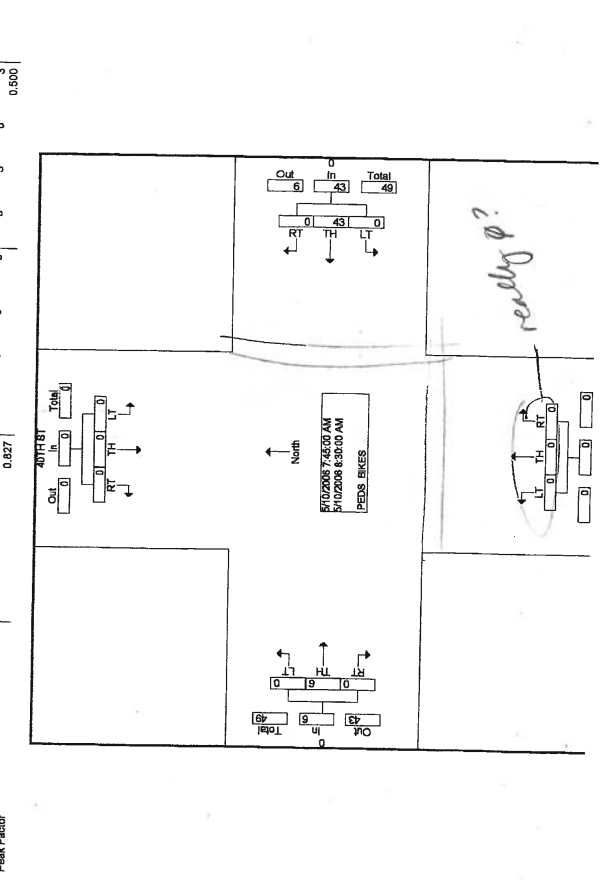 Peak Factor
0.827
0.500
40TH ST
Out In Total
0 0 0
0 0 0
RT TH LT
Out In Total
6 43 49
0 43 0
RT TH LT
North
5/10/2006 7:45:00 AM
5/10/2006 8:30:00 AM
PEDS BIKES
LT TH RT
0 6 0
Total In Out
49 6 43
LT TH RT
0 0 0
0 0 0
really Ø?
0
0